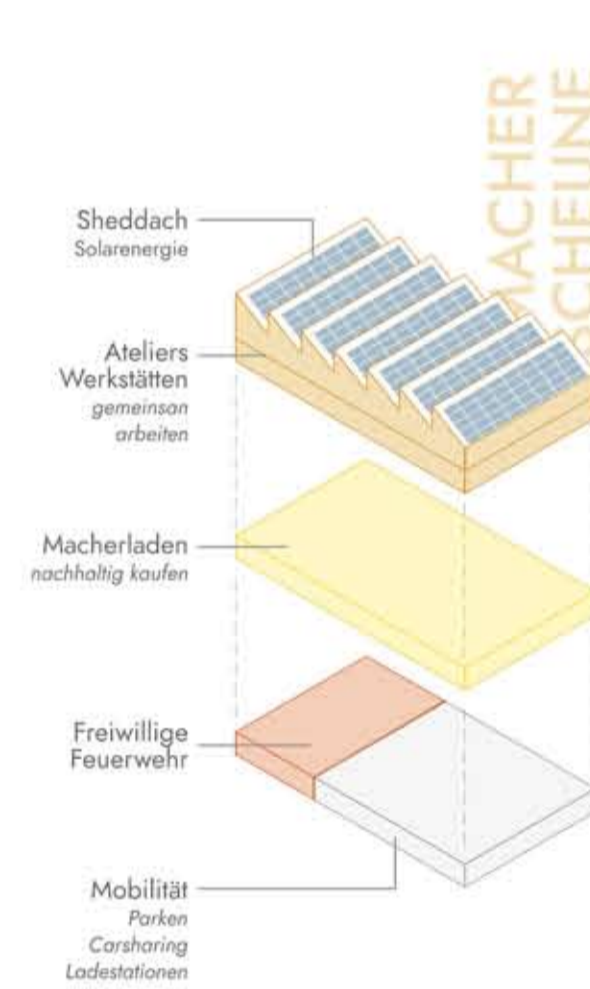 MACHER
SCHEUNE
Sheddach
Solarenergie
Ateliers
Werkstätten
gemeinsan
arbeiten
Macherladen
nachhaltig kaufen
Freiwillige
Feuerwehr
Mobilität
Parken
Carsharing
Ladestationen